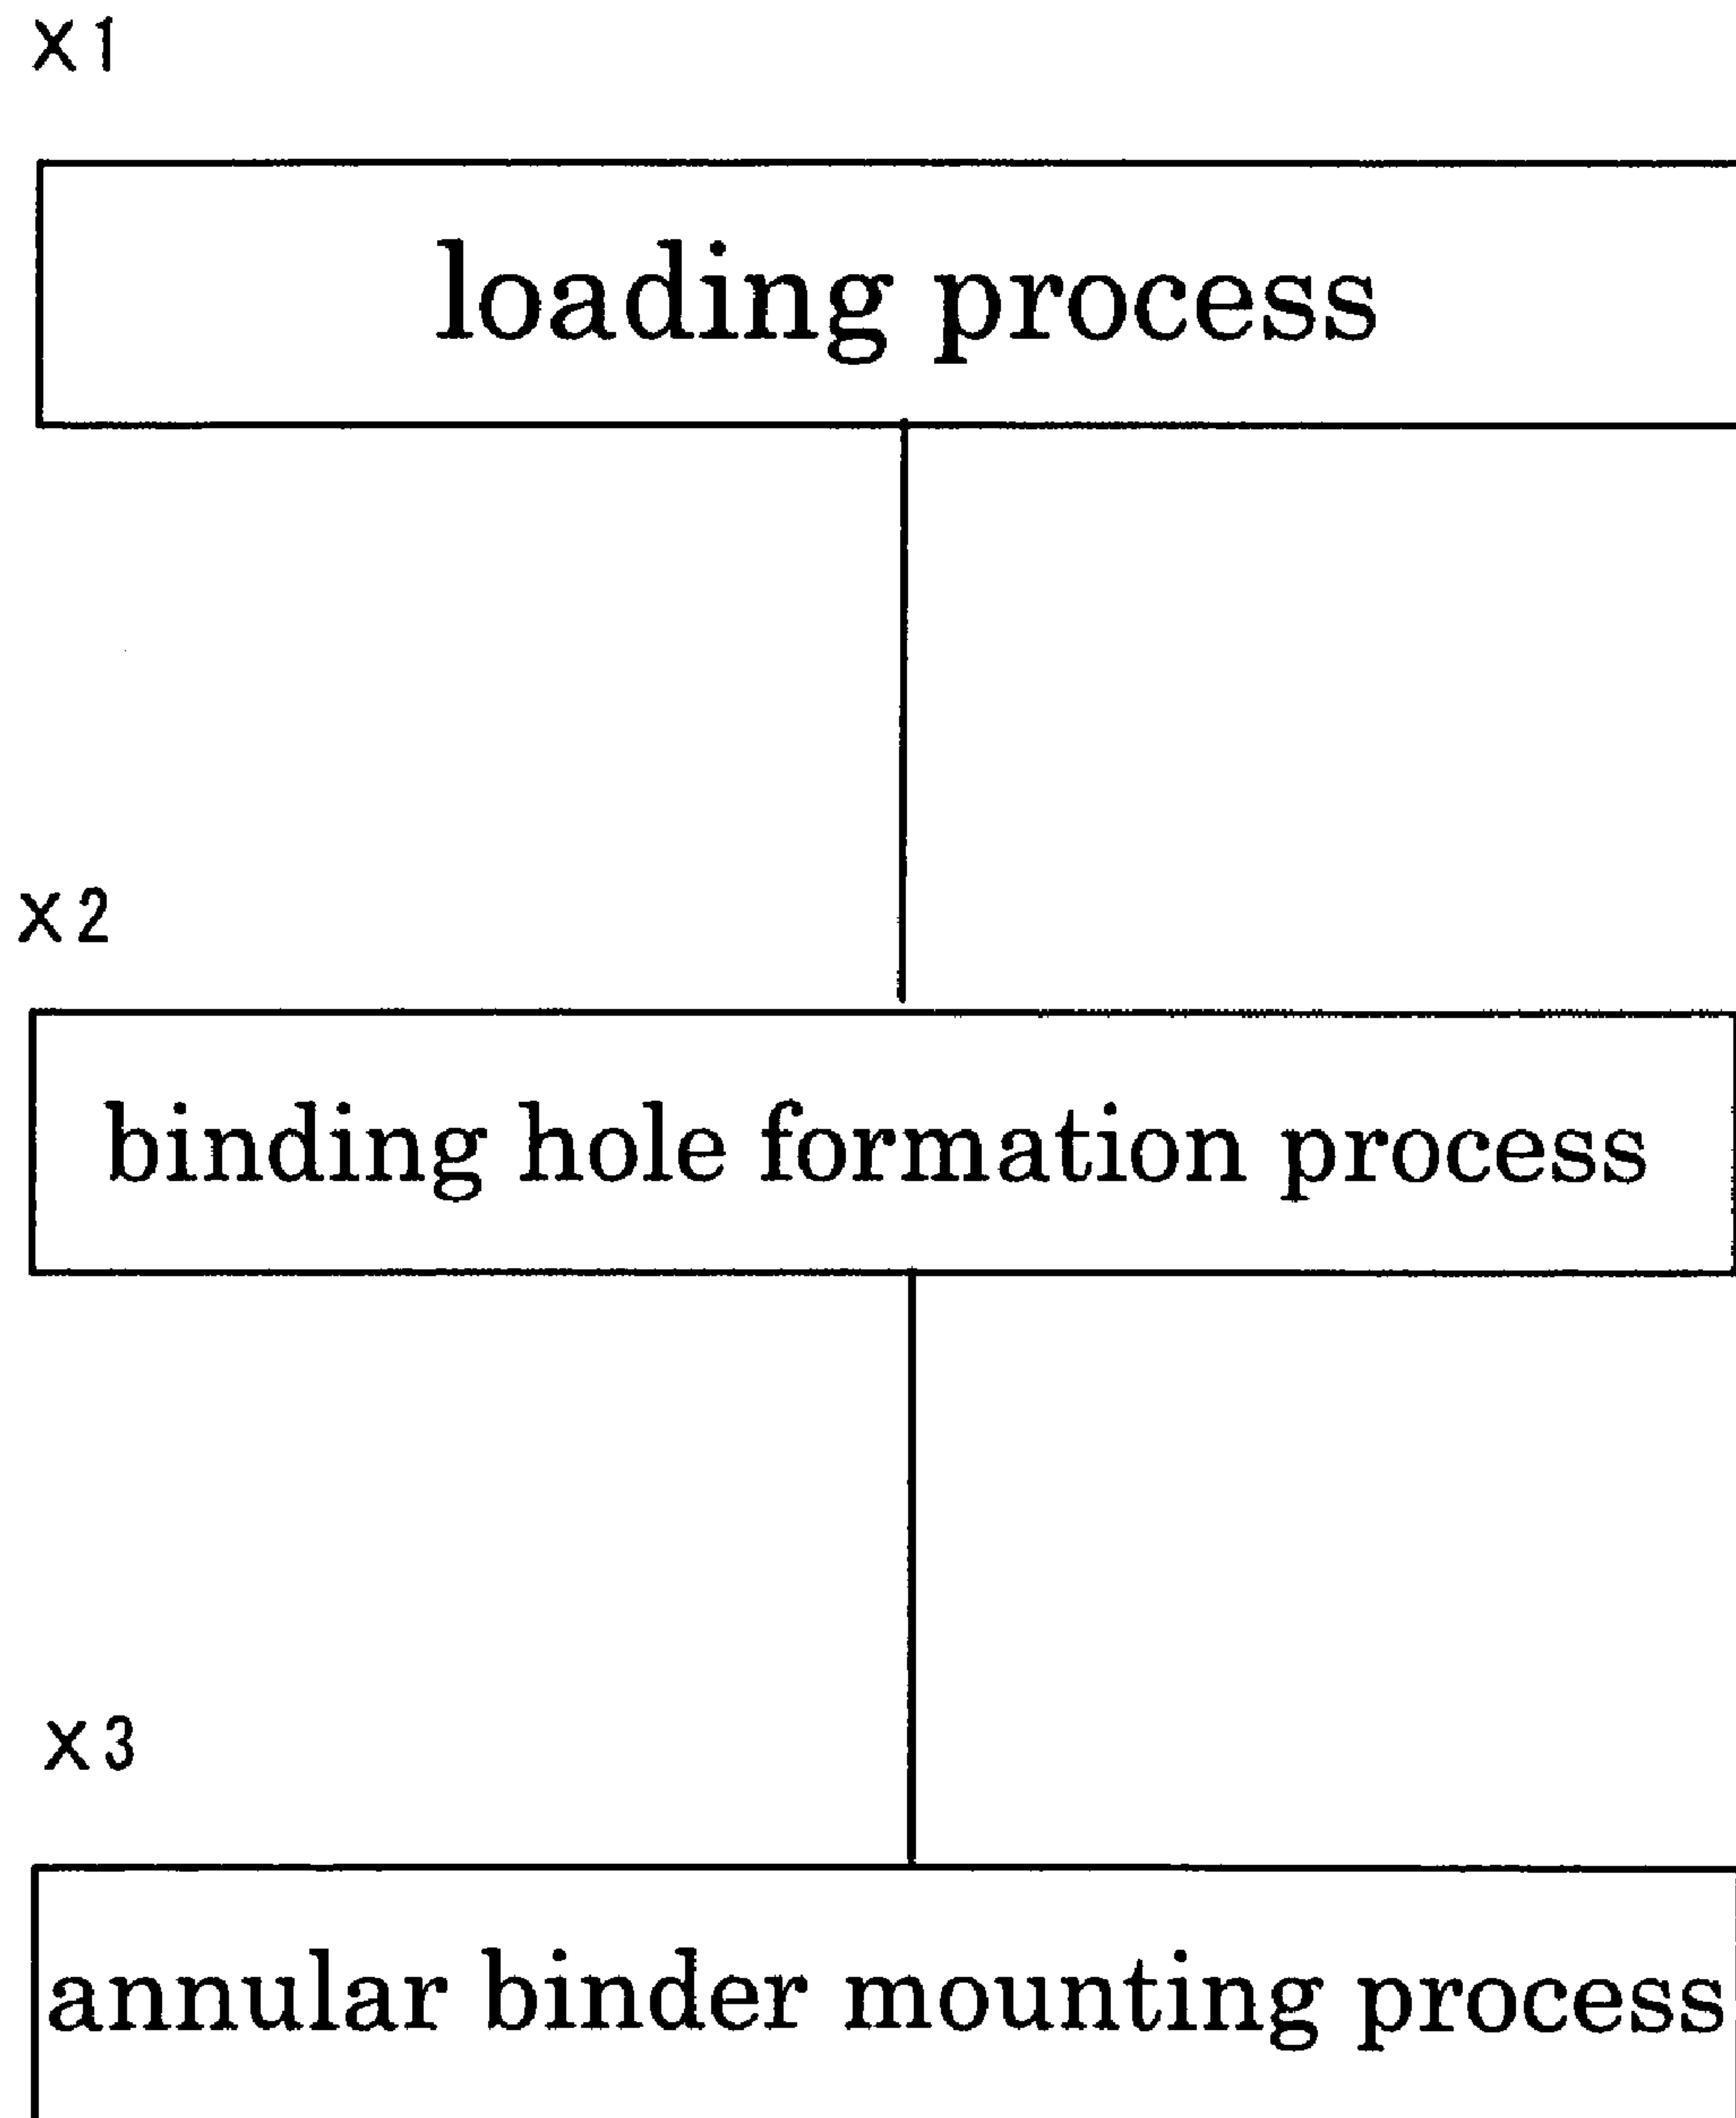 X1
loading process
X2
binding hole formation process
X3
annular binder mounting process